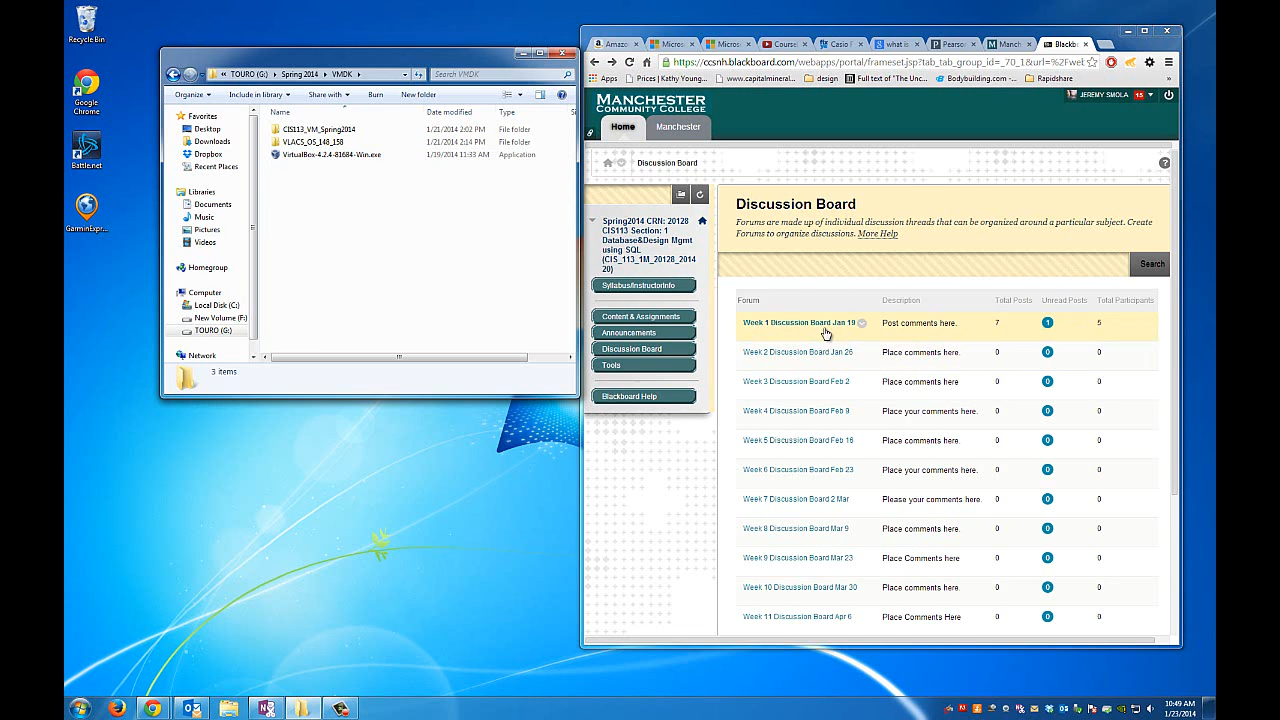 Recycle Bin
Google
Chrome
Battle.net
GarminExpr...
« TOURO (G:) ▸ Spring 2014 ▸ VMDK ▸
Search VMDK
Organize
Include in library
Share with
Burn
New folder
Name
Date modified
Type
Favorites
Desktop
Downloads
Dropbox
Recent Places
Libraries
Documents
Music
Pictures
Videos
Homegroup
Computer
Local Disk (C:)
New Volume (F:)
TOURO (G:)
Network
CIS113_VM_Spring2014 1/21/2014 2:02 PM File folder
VLACS_OS_148_158 1/21/2014 2:14 PM File folder
VirtualBox-4.2.4-81684-Win.exe 1/19/2014 11:33 AM Application
3 items
Amazo
Micros
Micros
Course
Casio F
what is
Pearso
Manch
Blackb
https://ccsnh.blackboard.com/webapps/portal/frameset.jsp?tab_tab_group_id=_70_1&url=%2Fwel
Apps
Prices | Kathy Young...
www.capitalminera...
design
Full text of "The Unc...
Bodybuilding.com -...
Rapidshare
MANCHESTER
COMMUNITY COLLEGE
JEREMY SMOLA 15
Home
Manchester
Discussion Board
Spring2014 CRN: 20128
CIS113 Section: 1
Database&Design Mgmt
using SQL
(CIS_113_1M_20128_2014
20)
Syllabus/InstructorInfo
Content & Assignments
Announcements
Discussion Board
Tools
Blackboard Help
Discussion Board
Forums are made up of individual discussion threads that can be organized around a particular subject. Create
Forums to organize discussions. More Help
Search
Forum Description Total Posts Unread Posts Total Participants
Week 1 Discussion Board Jan 19 Post comments here. 7 1 5
Week 2 Discussion Board Jan 26 Place comments here. 0 0 0
Week 3 Discussion Board Feb 2 Place comments here 0 0 0
Week 4 Discussion Board Feb 9 Place your comments here. 0 0 0
Week 5 Discussion Board Feb 16 Place comments here. 0 0 0
Week 6 Discussion Board Feb 23 Place your comments here. 0 0 0
Week 7 Discussion Board 2 Mar Please your comments here. 0 0 0
Week 8 Discussion Board Mar 9 Place comments here. 0 0 0
Week 9 Discussion Board Mar 23 Place Comments here 0 0 0
Week 10 Discussion Board Mar 30 Place comments here. 0 0 0
Week 11 Discussion Board Apr 6 Place Comments Here 0 0 0
10:49 AM
1/23/2014